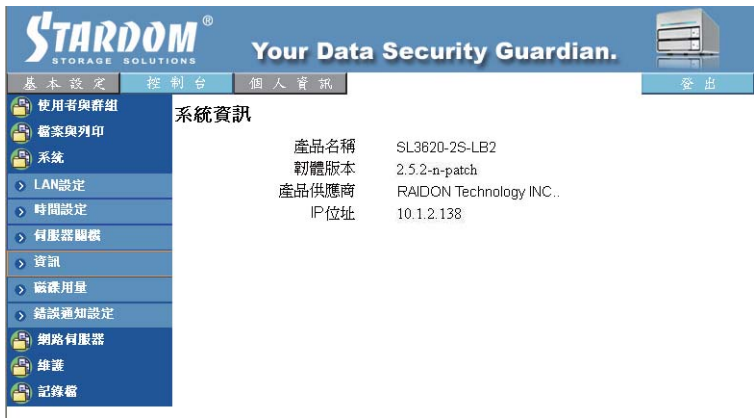 STARDOM®
STORAGE SOLUTIONS
Your Data Security Guardian.
基本設定 控制台 個人資訊 登出
使用者與群組
檔案與列印
系統
LAN設定
時間設定
伺服器關機
資訊
磁碟用量
錯誤通知設定
網路伺服器
維護
記錄檔
系統資訊
產品名稱 SL3620-2S-LB2
韌體版本 2.5.2-n-patch
產品供應商 RAIDON Technology INC..
IP位址 10.1.2.138